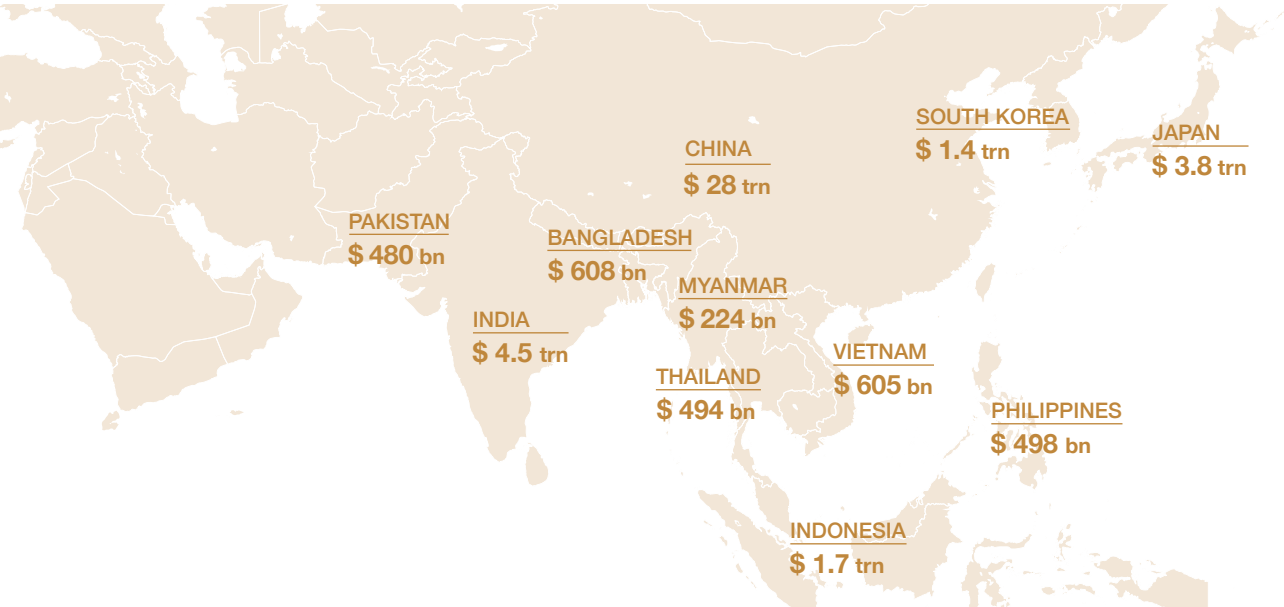 SOUTH KOREA
$ 1.4 trn
JAPAN
$ 3.8 trn
CHINA
$ 28 trn
PAKISTAN
$ 480 bn
BANGLADESH
$ 608 bn
MYANMAR
$ 224 bn
INDIA
$ 4.5 trn
VIETNAM
$ 605 bn
THAILAND
$ 494 bn
PHILIPPINES
$ 498 bn
INDONESIA
$ 1.7 trn